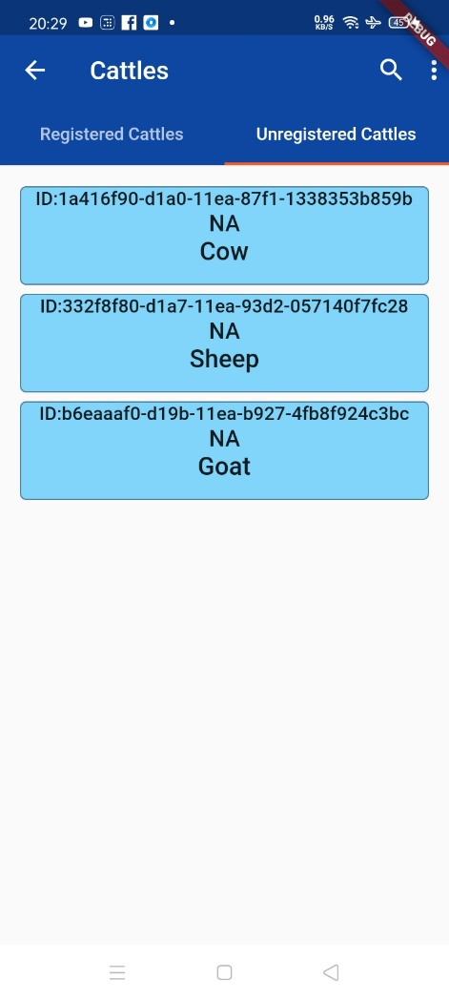 20:29
0.96
KB/S
45
DEBUG
Cattles
Registered Cattles
Unregistered Cattles
ID:1a416f90-d1a0-11ea-87f1-1338353b859b
NA
Cow
ID:332f8f80-d1a7-11ea-93d2-057140f7fc28
NA
Sheep
ID:b6eaaaf0-d19b-11ea-b927-4fb8f924c3bc
NA
Goat